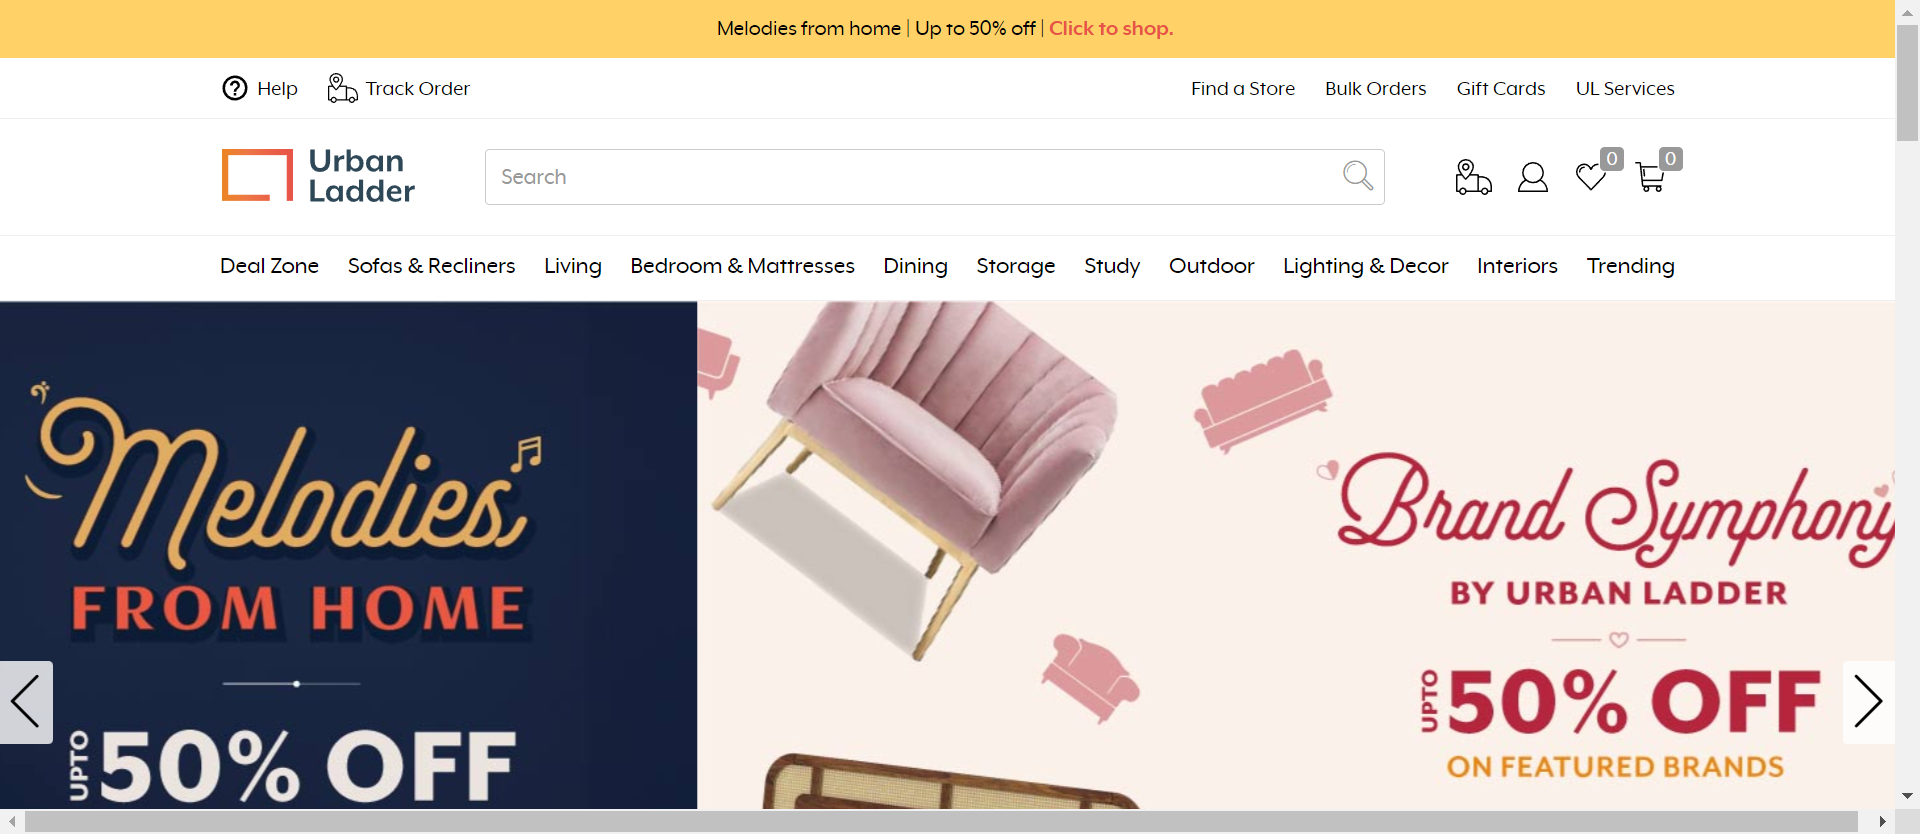 Melodies from home | Up to 50% off | Click to shop.
Help Track Order Find a Store Bulk Orders Gift Cards UL Services
Urban
Ladder
Search
0 0
Deal Zone Sofas & Recliners Living Bedroom & Mattresses Dining Storage Study Outdoor Lighting & Decor Interiors Trending
Melodies
FROM HOME
UPTO 50% OFF
Brand Symphony
BY URBAN LADDER
UPTO 50% OFF
ON FEATURED BRANDS